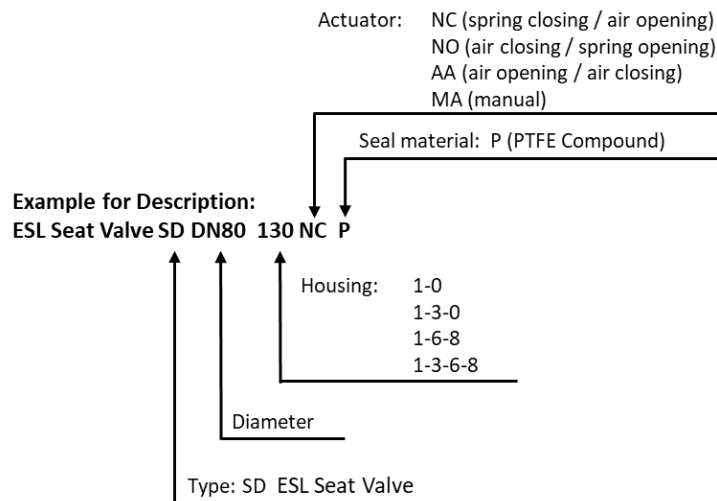 Actuator: NC (spring closing / air opening)
NO (air closing / spring opening)
AA (air opening / air closing)
MA (manual)
Seal material: P (PTFE Compound)
Example for Description:
ESL Seat Valve SD DN80 130 NC P
Housing: 1-0
1-3-0
1-6-8
1-3-6-8
Diameter
Type: SD ESL Seat Valve